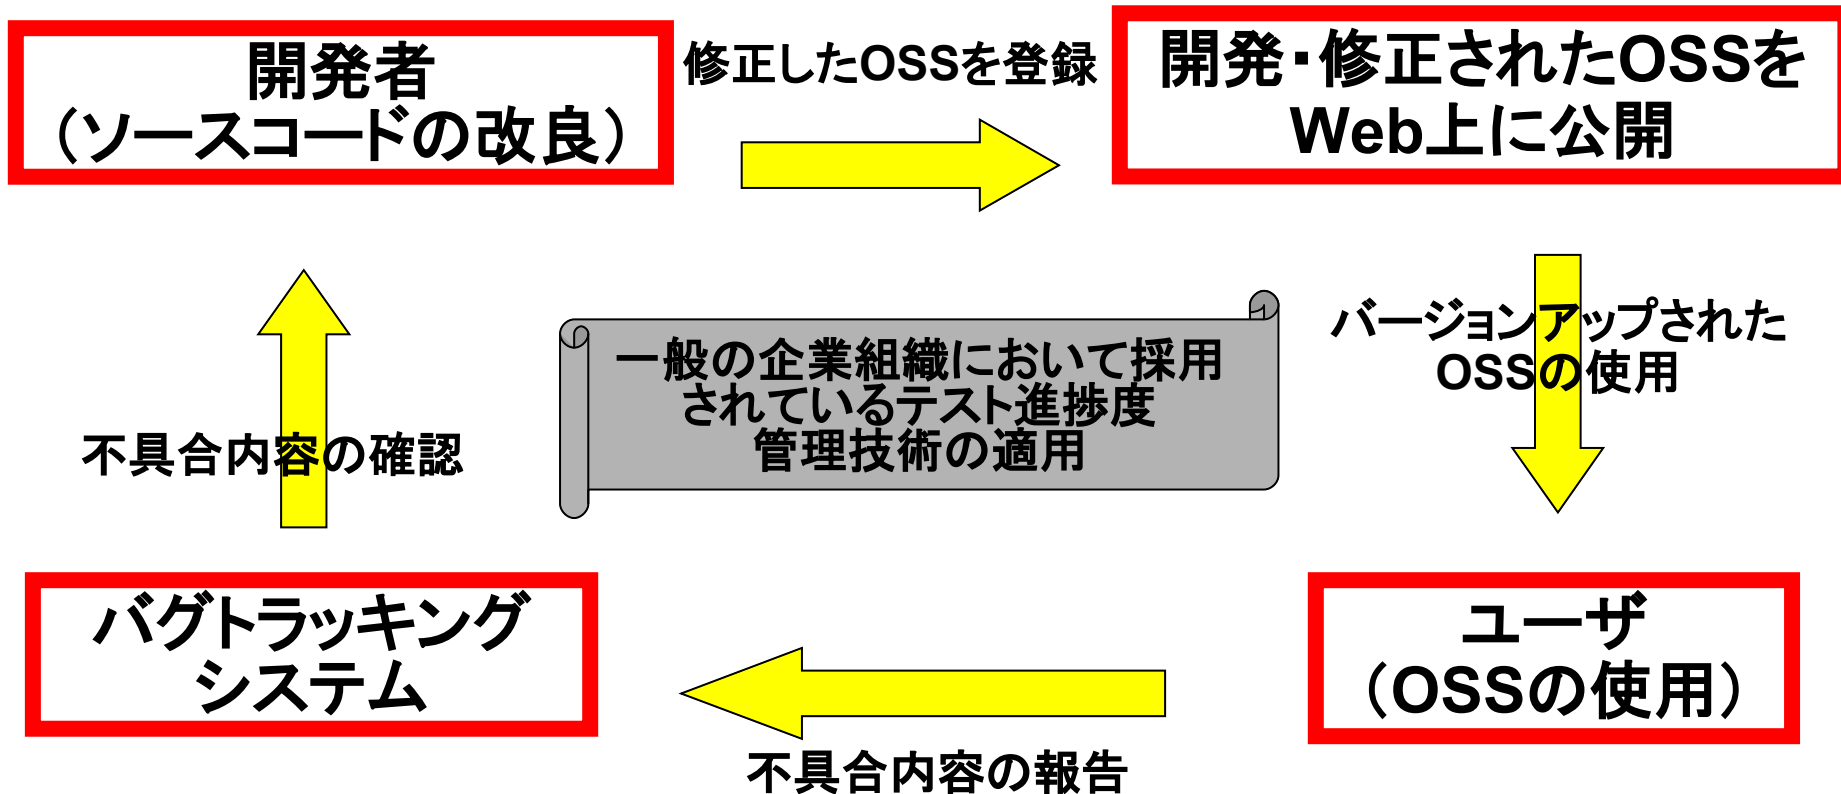 開発者
（ソースコードの改良）
修正したOSSを登録
開発・修正されたOSSを
Web上に公開
バージョンアップされた
OSSの使用
一般の企業組織において採用
されているテスト進捗度
管理技術の適用
不具合内容の確認
バグトラッキング
システム
ユーザ
（OSSの使用）
不具合内容の報告